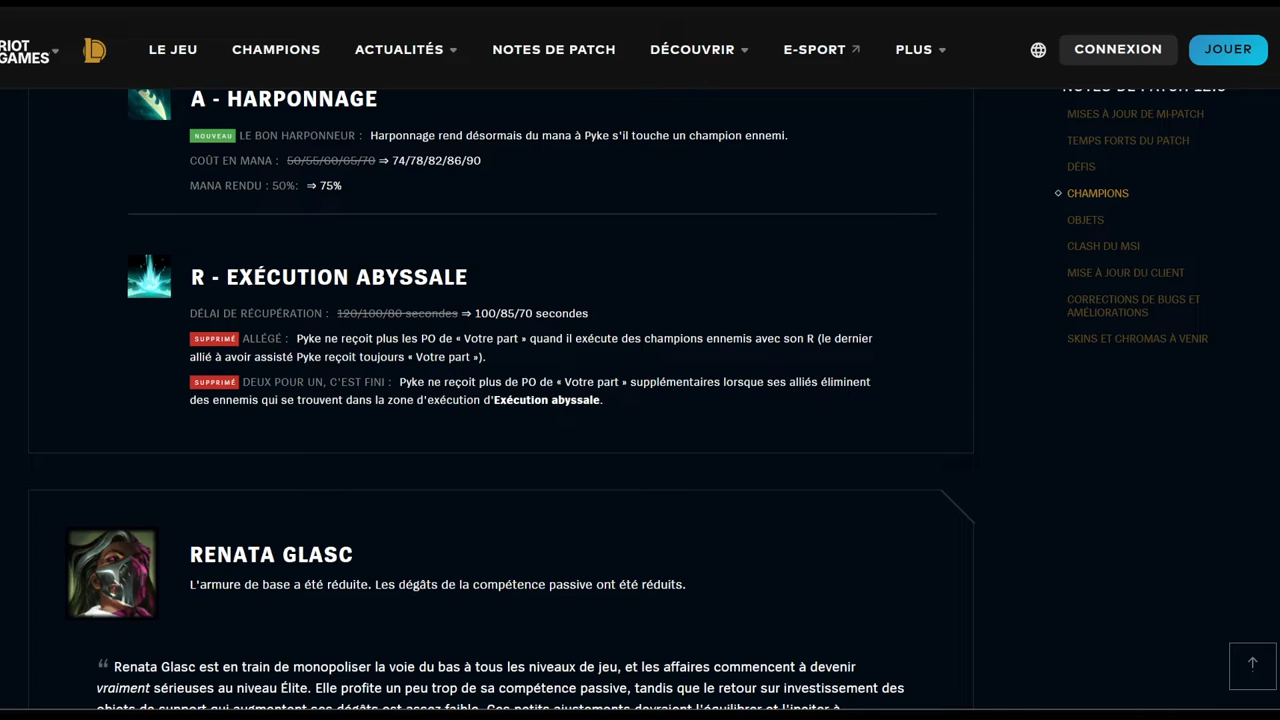 RIOT
GAMES
LE JEU
CHAMPIONS
ACTUALITÉS
NOTES DE PATCH
DÉCOUVRIR
E-SPORT
PLUS
CONNEXION
JOUER
A - HARPONNAGE
NOUVEAU LE BON HARPONNEUR : Harponnage rend désormais du mana à Pyke s'il touche un champion ennemi.
COÛT EN MANA : 50/55/60/65/70 ⇒ 74/78/82/86/90
MANA RENDU : 50%: ⇒ 75%
R - EXÉCUTION ABYSSALE
DÉLAI DE RÉCUPÉRATION : 120/100/80 secondes ⇒ 100/85/70 secondes
SUPPRIMÉ ALLÉGÉ : Pyke ne reçoit plus les PO de « Votre part » quand il exécute des champions ennemis avec son R (le dernier
allié à avoir assisté Pyke reçoit toujours « Votre part »).
SUPPRIMÉ DEUX POUR UN, C'EST FINI : Pyke ne reçoit plus de PO de « Votre part » supplémentaires lorsque ses alliés éliminent
des ennemis qui se trouvent dans la zone d'exécution d'Exécution abyssale.
RENATA GLASC
L'armure de base a été réduite. Les dégâts de la compétence passive ont été réduits.
“ Renata Glasc est en train de monopoliser la voie du bas à tous les niveaux de jeu, et les affaires commencent à devenir
vraiment sérieuses au niveau Élite. Elle profite un peu trop de sa compétence passive, tandis que le retour sur investissement des
objets de support qui augmentent ses dégâts est assez faible. Ces petits ajustements devraient l'équilibrer et l'inciter à
NOTES DE PATCH
MISES À JOUR DE MI-PATCH
TEMPS FORTS DU PATCH
DÉFIS
CHAMPIONS
OBJETS
CLASH DU MSI
MISE À JOUR DU CLIENT
CORRECTIONS DE BUGS ET
AMÉLIORATIONS
SKINS ET CHROMAS À VENIR